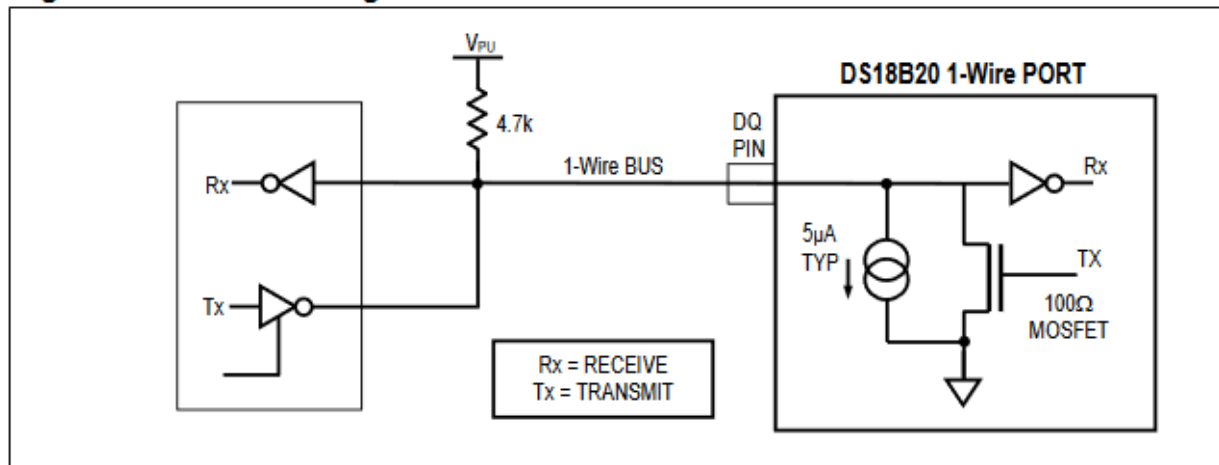 VPU
4.7k
DS18B20 1-Wire PORT
DQ
PIN
Rx
1-Wire BUS
Rx
5µA
TYP
TX
100Ω
MOSFET
Tx
Rx = RECEIVE
Tx = TRANSMIT